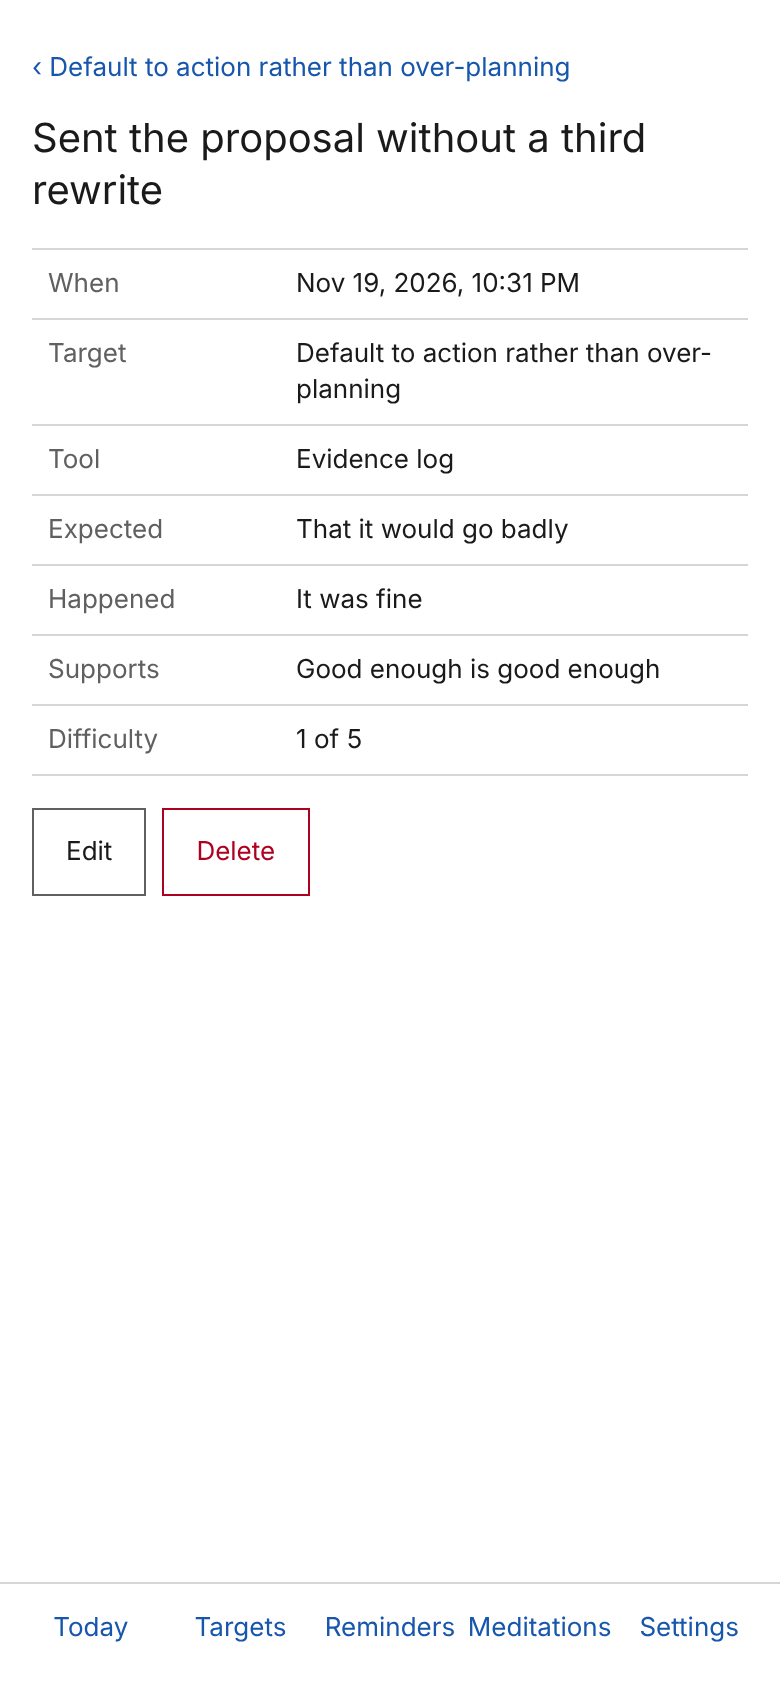 ‹ Default to action rather than over-planning
Sent the proposal without a third
rewrite
When Nov 19, 2026, 10:31 PM
Target Default to action rather than over-
planning
Tool Evidence log
Expected That it would go badly
Happened It was fine
Supports Good enough is good enough
Difficulty 1 of 5
Edit Delete
Today Targets Reminders Meditations Settings